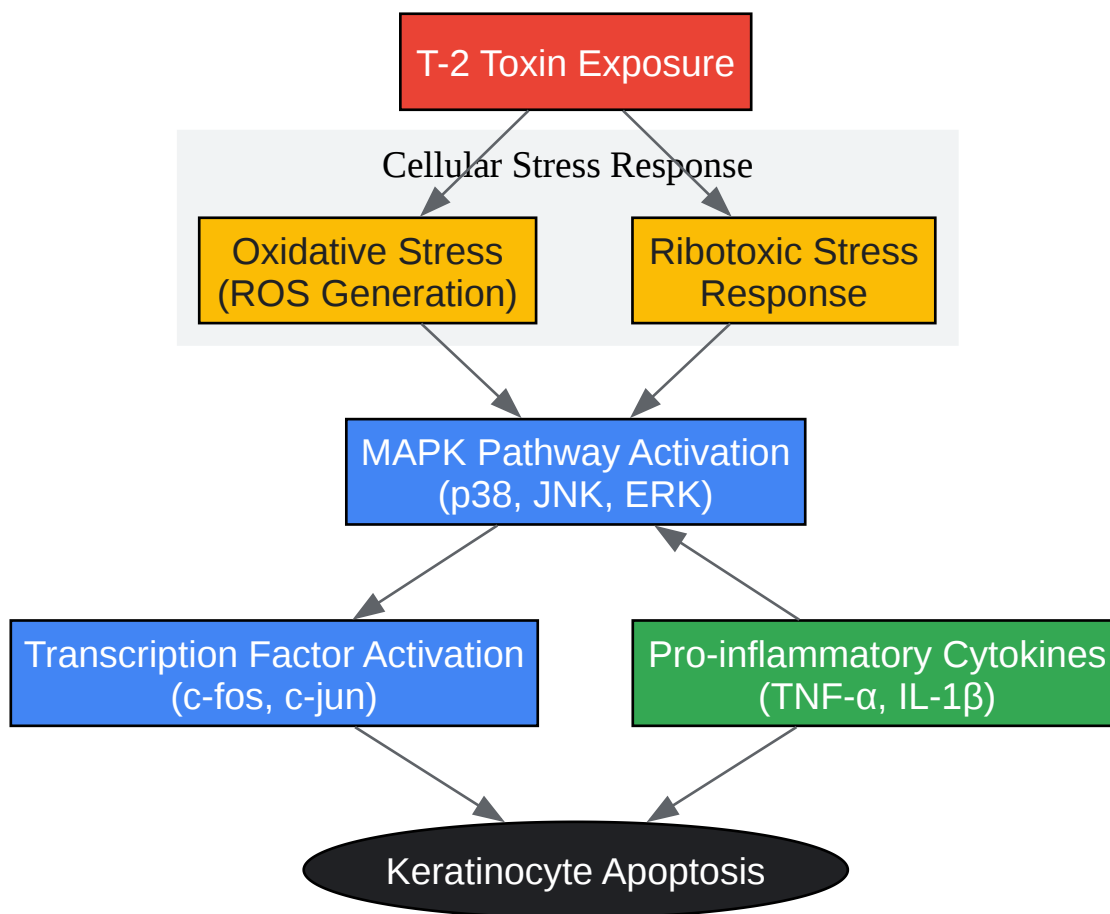 T-2 Toxin Exposure
Cellular Stress Response
Oxidative Stress
(ROS Generation)
Ribotoxic Stress
Response
MAPK Pathway Activation
(p38, JNK, ERK)
Transcription Factor Activation
(c-fos, c-jun)
Pro-inflammatory Cytokines
(TNF-α, IL-1β)
Keratinocyte Apoptosis